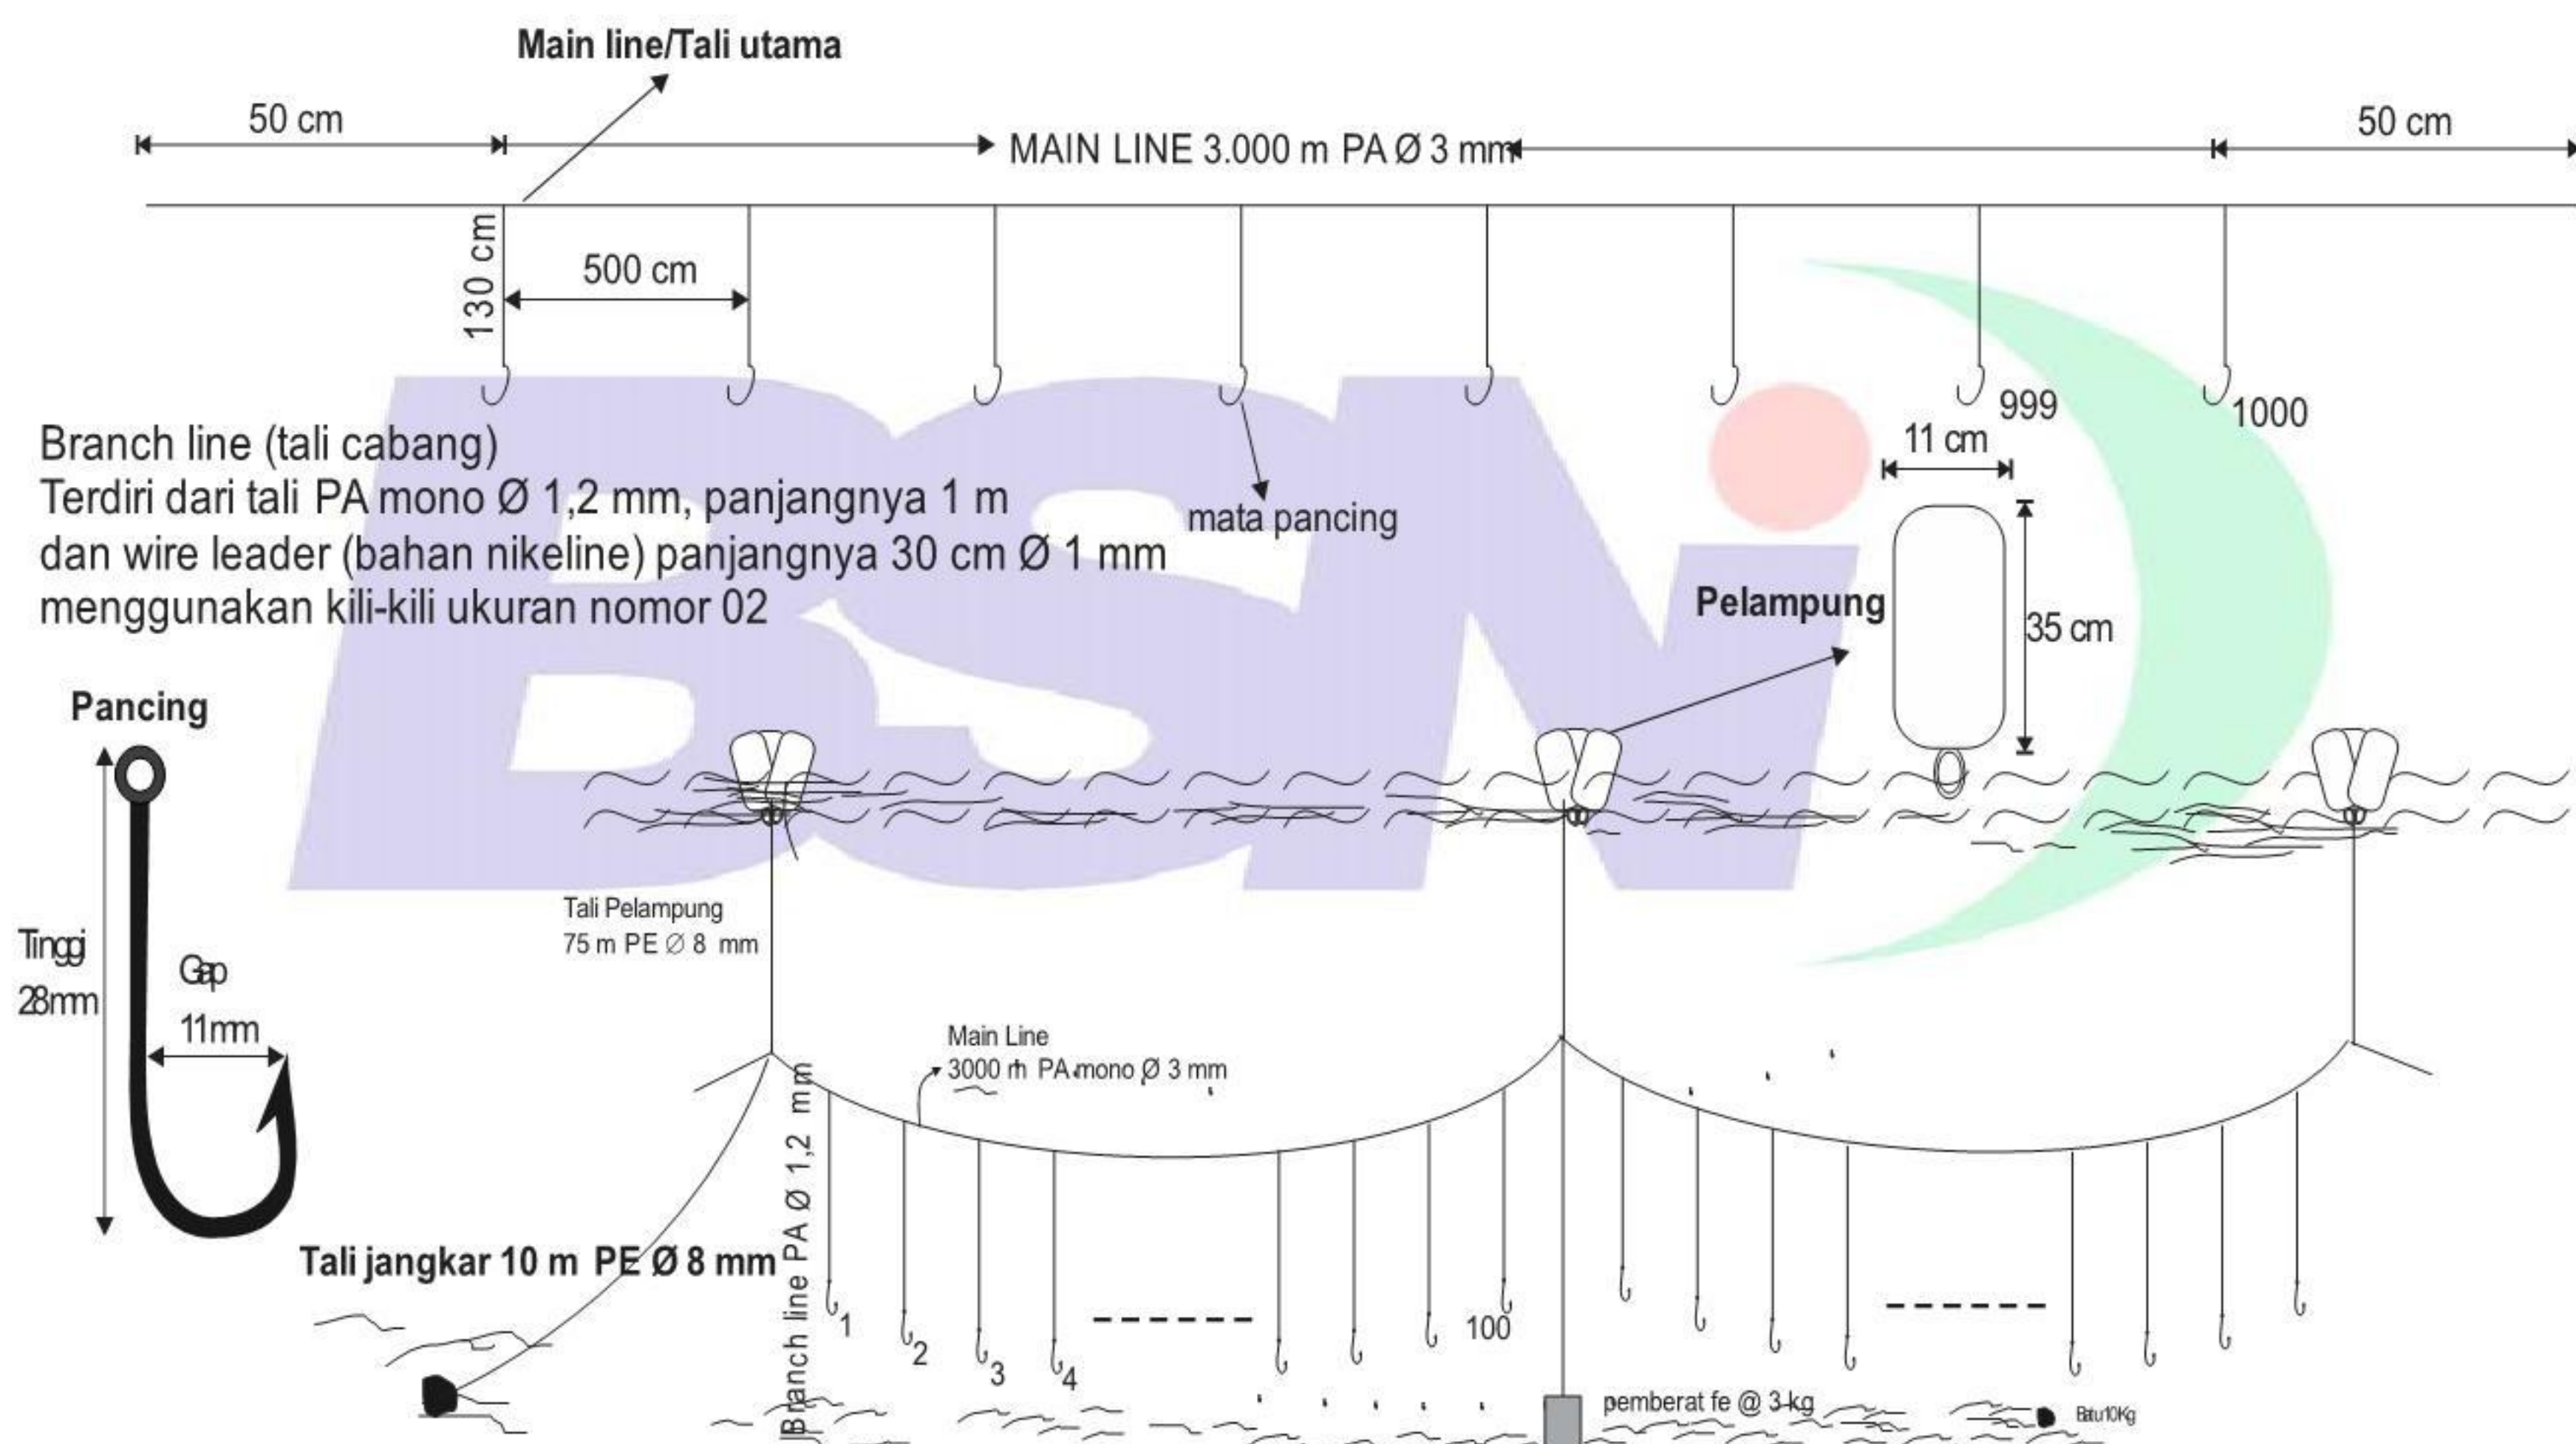 Main line/Tali utama
50 cm
MAIN LINE 3.000 m PA Ø 3 mm
50 cm
130 cm
500 cm
999
1000
11 cm
Branch line (tali cabang)
Terdiri dari tali PA mono Ø 1,2 mm, panjangnya 1 m
dan wire leader (bahan nikeline) panjangnya 30 cm Ø 1 mm
menggunakan kili-kili ukuran nomor 02
mata pancing
Pelampung
35 cm
BSNi
Pancing
Tinggi
28mm
Gap
11mm
Tali Pelampung
75 m PE ∅ 8 mm
Main Line
3000 m PA mono Ø 3 mm
Tali jangkar 10 m PE Ø 8 mm
Branch line PA Ø 1,2 mm
1
2
3
4
100
pemberat fe @ 3 kg
Batu10Kg